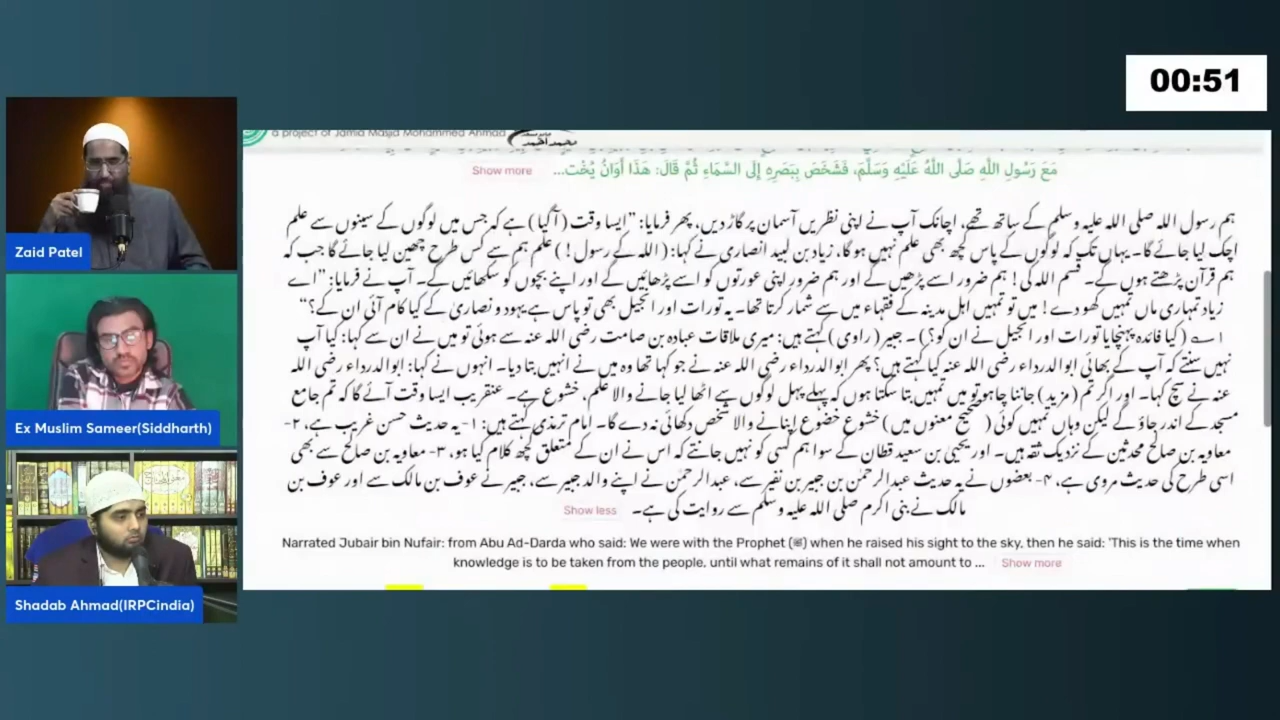 00:51
a project of Jamia Masjid Mohammed Ahmad
مَعَ رَسُولِ اللَّهِ صَلَّى اللَّهُ عَلَيْهِ وَسَلَّمَ، فَشَخَصَ بِبَصَرِهِ إِلَى السَّمَاءِ ثُمَّ قَالَ: هَذَا أَوَانُ يُخْتَ... Show more
ہم رسول اللہ صلی اللہ علیہ وسلم کے ساتھ تھے، اچانک آپ نے اپنی نظریں آسمان پر گاڑ دیں، پھر فرمایا: ”ایسا وقت ( آ گیا ) ہے کہ جس میں لوگوں کے سینوں سے علم
اچک لیا جائے گا۔ یہاں تک کہ لوگوں کے پاس کچھ بھی علم نہیں ہو گا، زیاد بن لبید انصاری نے کہا: ( اللہ کے رسول ! ) علم ہم سے کس طرح چھین لیا جائے گا جب کہ
ہم قرآن پڑھتے ہوں گے۔ قسم اللہ کی! ہم ضرور اسے پڑھیں گے اور ہم ضرور اپنی عورتوں کو اسے پڑھائیں گے اور اپنے بچوں کو سکھائیں گے۔ آپ نے فرمایا: ”اے
زیاد تمہاری ماں تمہیں کھو دے! میں تو تمہیں اہل مدینہ کے فقہاء میں سے شمار کرتا تھا۔ یہ تورات اور انجیل بھی تو پاس ہے یہود و نصاریٰ کے کیا کام آئی ان کے؟“
۱؎ ( کیا فائدہ پہنچایا تورات اور انجیل نے ان کو؟ )۔ جبیر ( راوی ) کہتے ہیں: میری ملاقات عبادہ بن صامت رضی اللہ عنہ سے ہوئی تو میں نے ان سے کہا: کیا آپ
نہیں سنتے کہ آپ کے بھائی ابوالدرداء رضی اللہ عنہ کیا کہتے ہیں؟ پھر ابوالدرداء رضی اللہ عنہ نے جو کہا تھا وہ میں نے انہیں بتا دیا۔ انہوں نے کہا: ابوالدرداء رضی اللہ
عنہ نے سچ کہا۔ اور اگر تم ( مزید ) جاننا چاہو تو میں تمہیں بتا سکتا ہوں کہ پہلے پہل لوگوں سے اٹھا لیا جانے والا علم، خشوع ہے۔ عنقریب ایسا وقت آئے گا کہ تم جامع
مسجد کے اندر جاؤ گے لیکن وہاں تمہیں کوئی ( صحیح معنوں میں ) خشوع خضوع اپنانے والا شخص دکھائی نہ دے گا۔ امام ترمذی کہتے ہیں: ۱- یہ حدیث حسن غریب ہے، ۲-
معاویہ بن صالح محدثین کے نزدیک ثقہ ہیں۔ اور یحییٰ بن سعید قطان کے سوا ہم کسی کو نہیں جانتے کہ اس نے ان کے متعلق کچھ کلام کیا ہو، ۳- معاویہ بن صالح سے بھی
اسی طرح کی حدیث مروی ہے، ۴- بعضوں نے یہ حدیث عبدالرحمٰن بن جبیر بن نفیر سے، عبدالرحمٰن نے اپنے والد جبیر سے، جبیر نے عوف بن مالک سے اور عوف بن
مالک نے نبی اکرم صلی اللہ علیہ وسلم سے روایت کی ہے۔ Show less
Narrated Jubair bin Nufair: from Abu Ad-Darda who said: We were with the Prophet (ﷺ) when he raised his sight to the sky, then he said: 'This is the time when
knowledge is to be taken from the people, until what remains of it shall not amount to ... Show more
Zaid Patel
Ex Muslim Sameer(Siddharth)
Shadab Ahmad(IRPCindia)